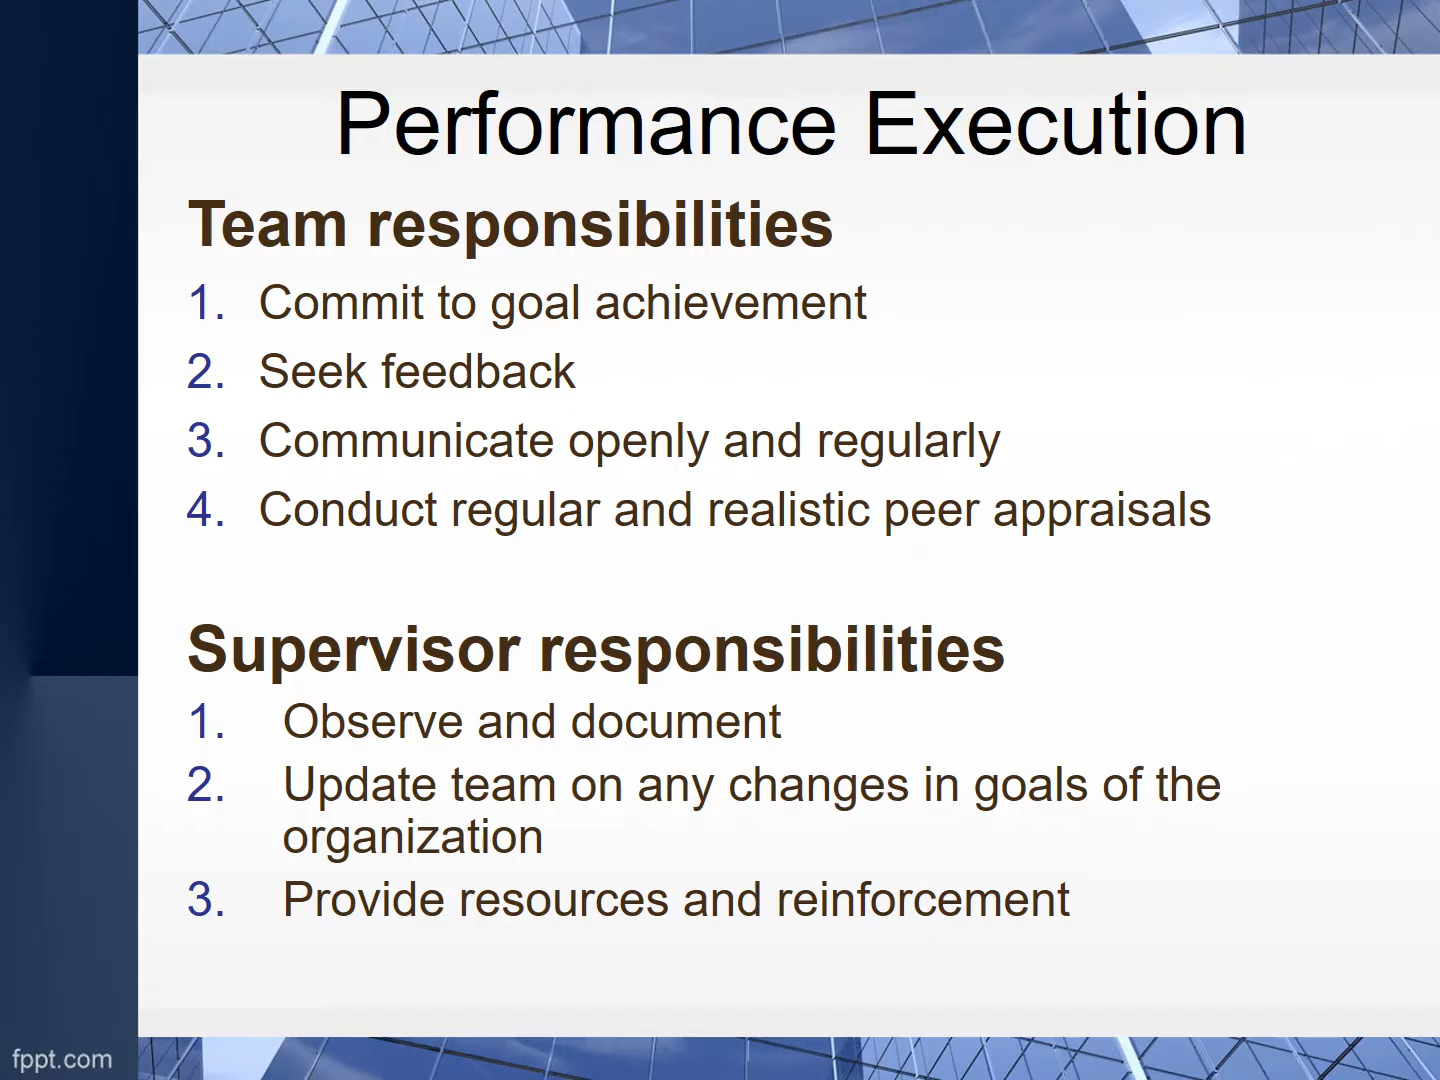 Performance Execution
Team responsibilities
1. Commit to goal achievement
2. Seek feedback
3. Communicate openly and regularly
4. Conduct regular and realistic peer appraisals
Supervisor responsibilities
1. Observe and document
2. Update team on any changes in goals of the
organization
3. Provide resources and reinforcement
fppt.com